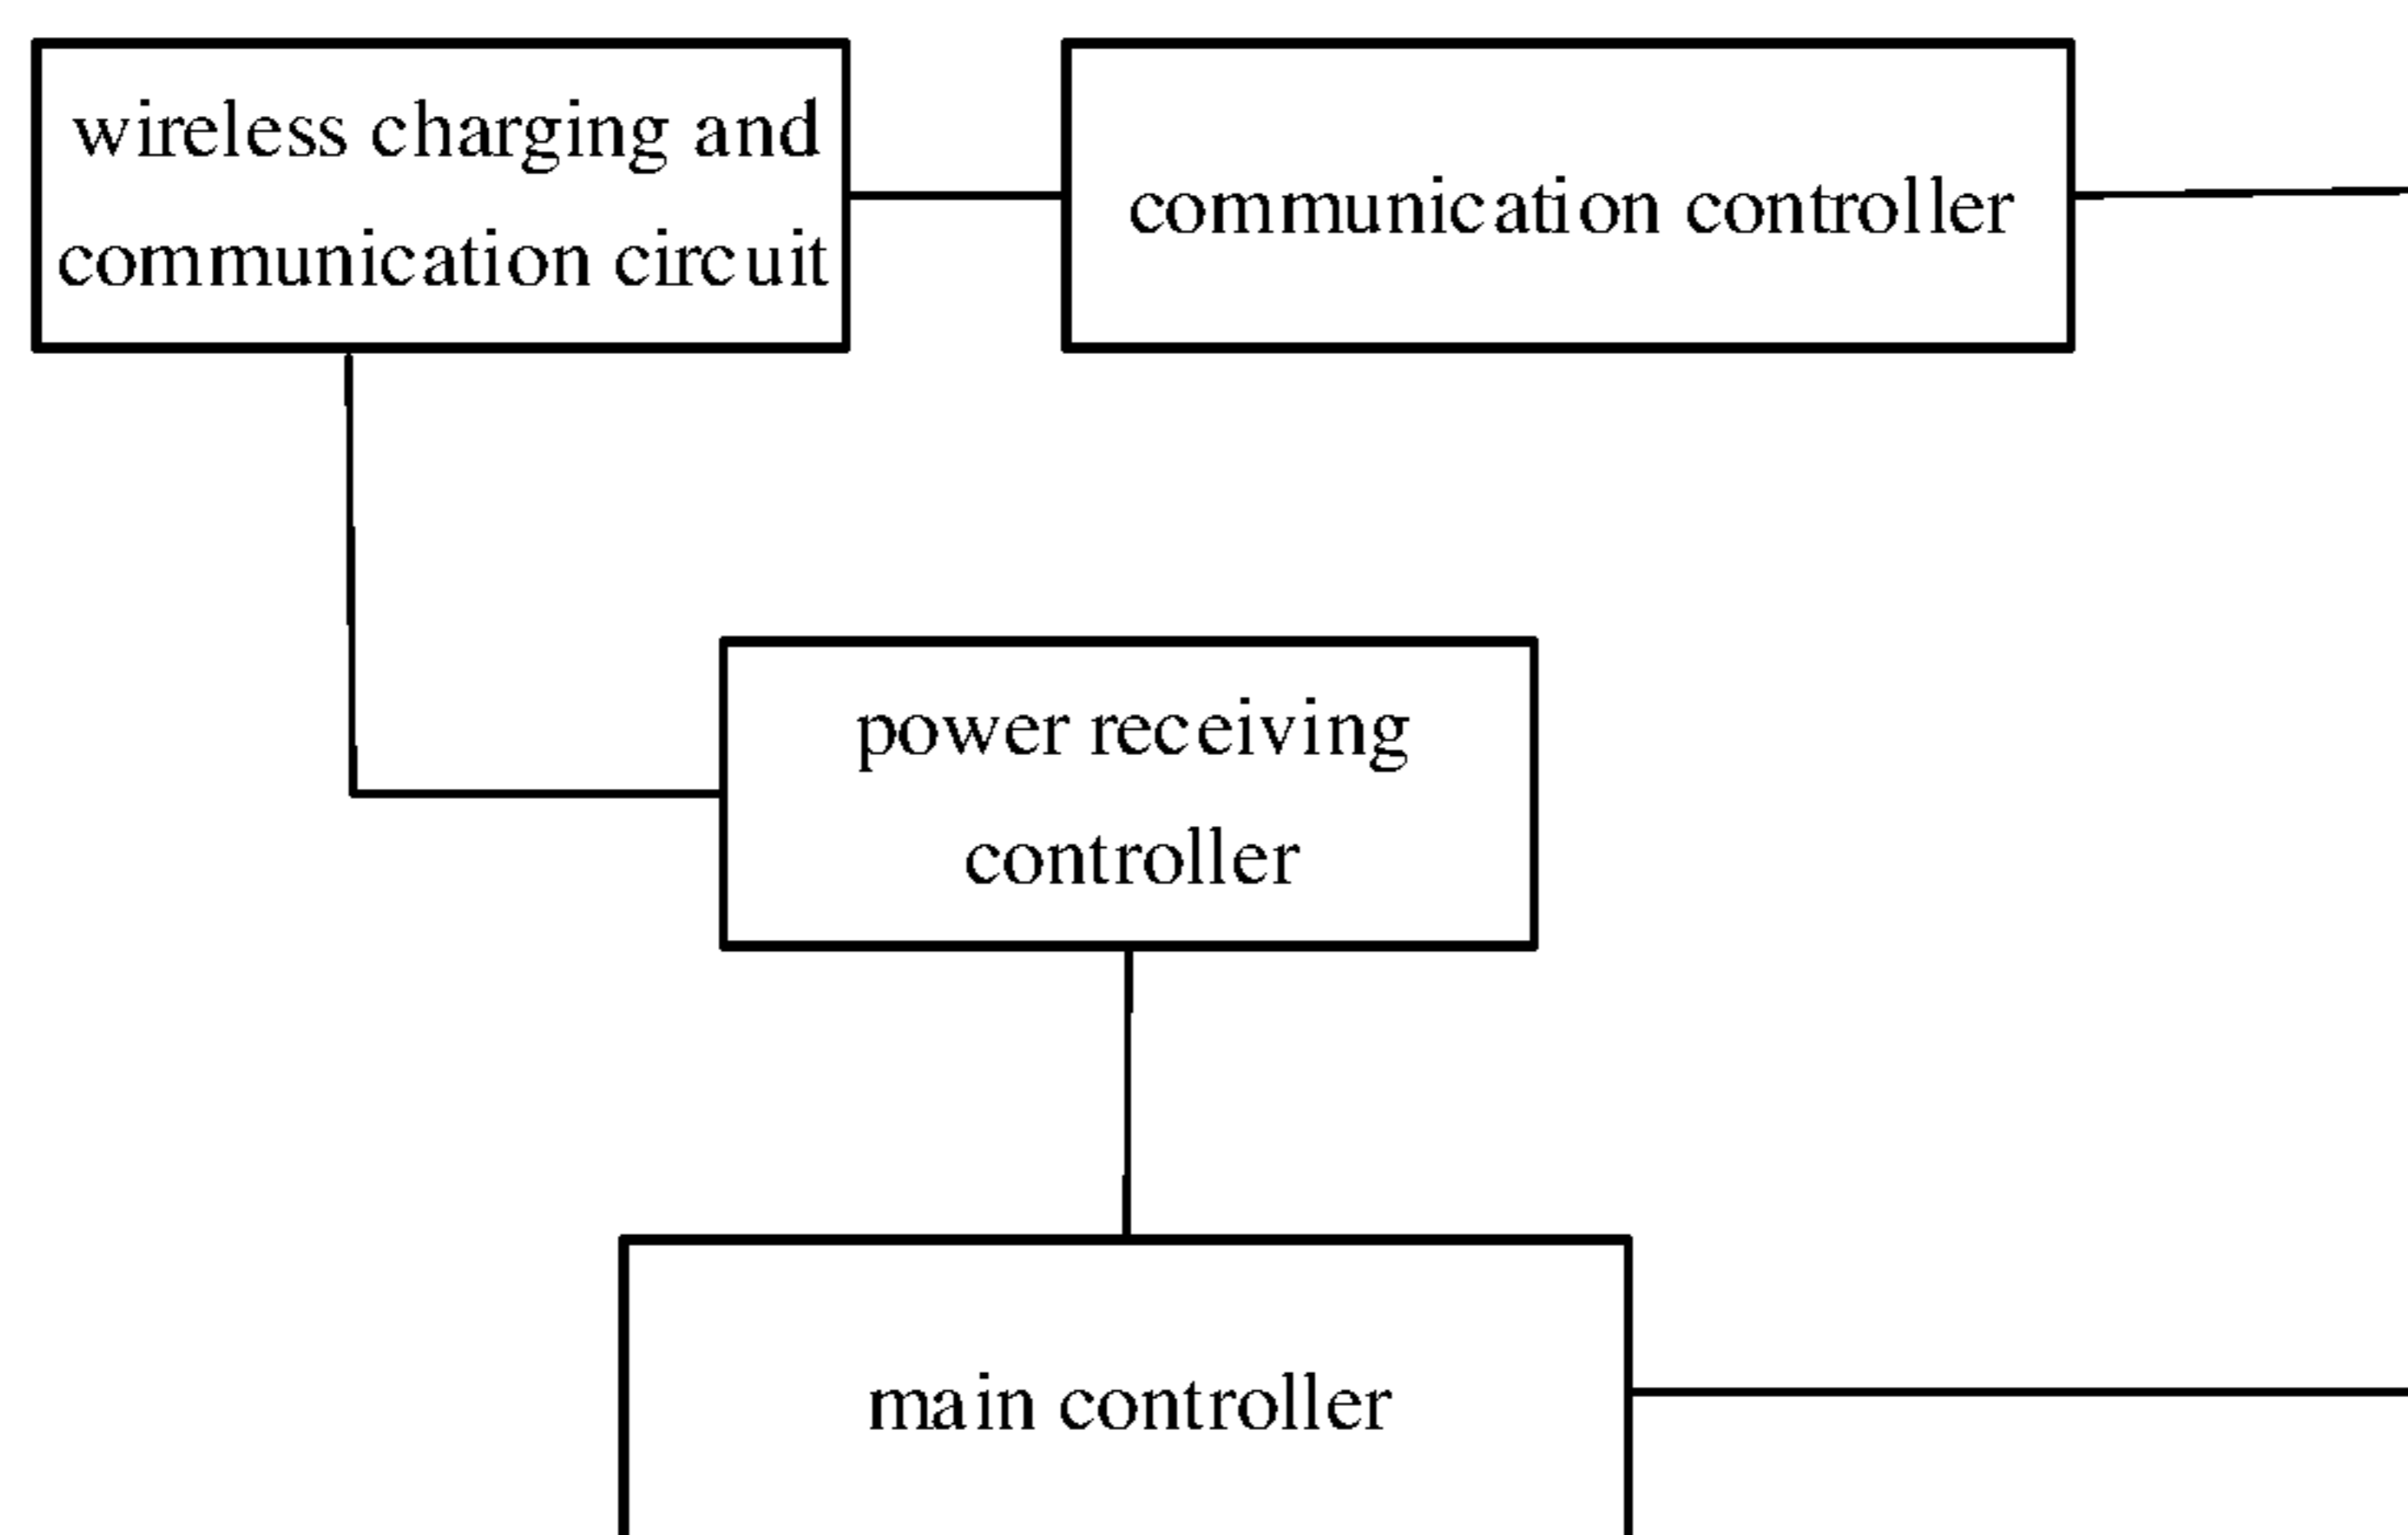 wireless charging and
communication circuit
communication controller
power receiving
controller
main controller